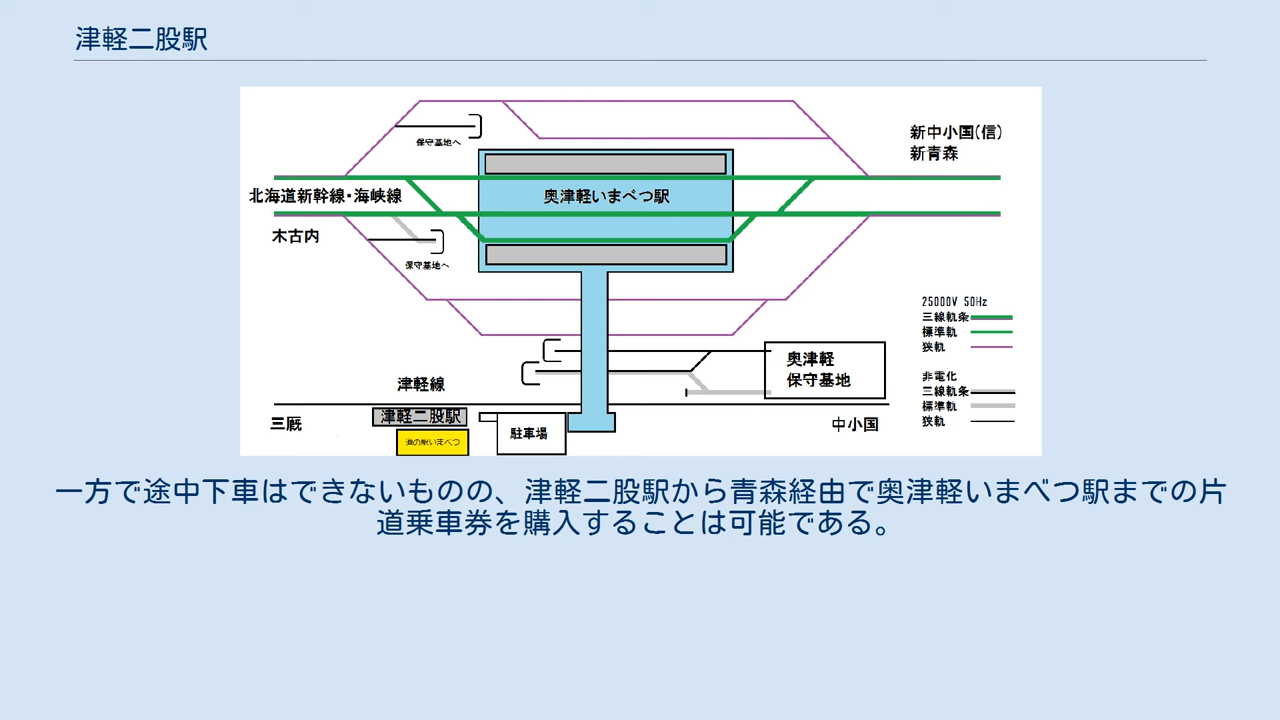 津軽二股駅
新中小国(信)
新青森
保守基地へ
北海道新幹線・海峡線
奥津軽いまべつ駅
木古内
保守基地へ
25000V 50Hz
三線軌条
標準軌
狭軌
奥津軽
保守基地
非電化
三線軌条
標準軌
狭軌
津軽線
津軽二股駅
三厩
駐車場
中小国
道の駅いまべつ
一方で途中下車はできないものの、津軽二股駅から青森経由で奥津軽いまべつ駅までの片
道乗車券を購入することは可能である。